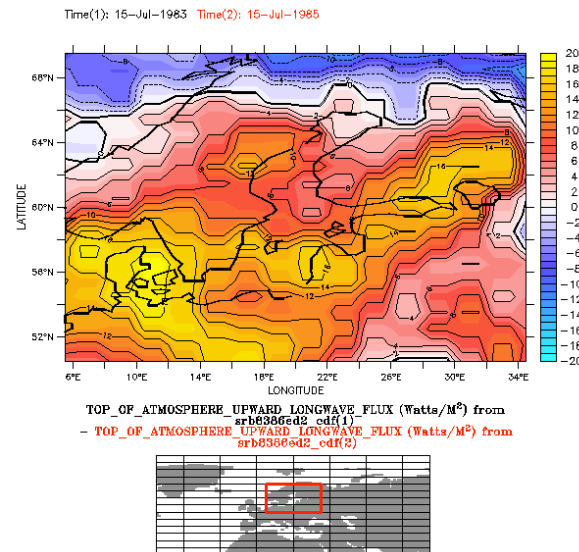 Time(1): 15-Jul-1983 Time(2): 15-Jul-1985
20
18
16
14
12
10
8
6
4
2
0
-2
-4
-6
-8
-10
-12
-14
-16
-18
-20
68°N
64°N
60°N
56°N
52°N
LATITUDE
6°E 10°E 14°E 18°E 22°E 26°E 30°E 34°E
LONGITUDE
TOP_OF_ATMOSPHERE_UPWARD_LONGWAVE_FLUX (Watts/M²) from
srb8386ed2_cdf(1)
- TOP_OF_ATMOSPHERE_UPWARD_LONGWAVE_FLUX (Watts/M²) from
srb8386ed2_cdf(2)